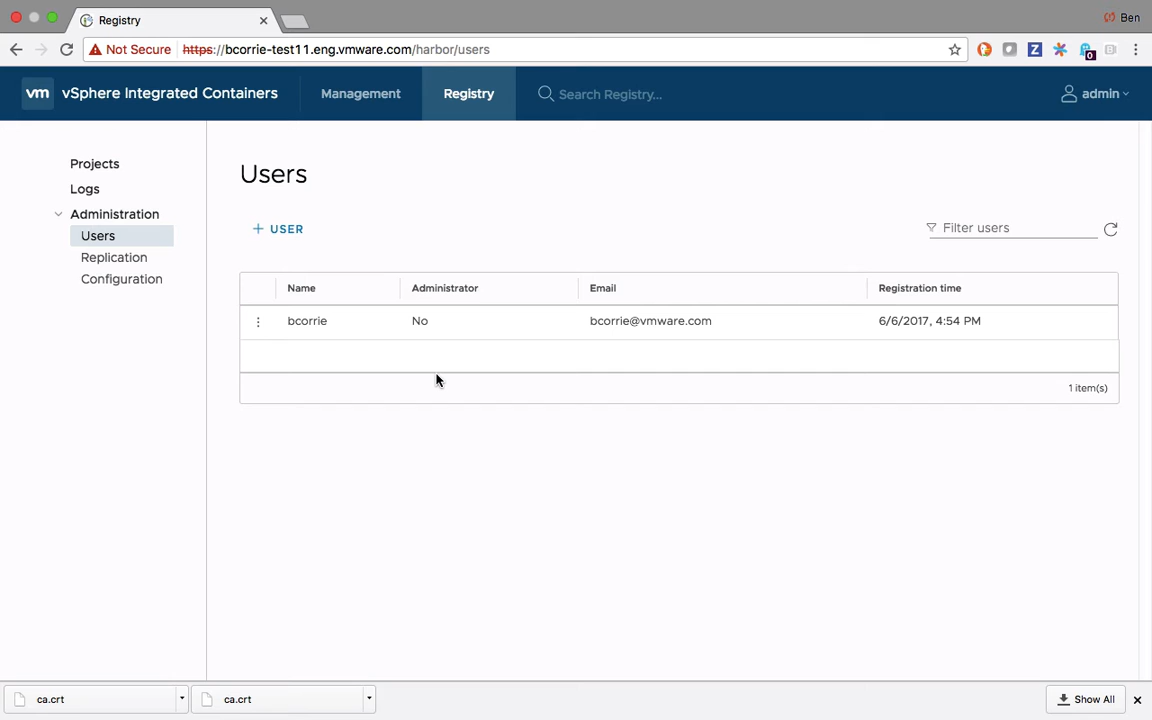 Registry
Ben
Not Secure https://bcorrie-test11.eng.vmware.com/harbor/users
Z
0
vm vSphere Integrated Containers Management Registry Search Registry... admin
Projects
Logs
Administration
Users
Replication
Configuration
Users
+ USER
Filter users
Name Administrator Email Registration time
bcorrie No bcorrie@vmware.com 6/6/2017, 4:54 PM
1 item(s)
ca.crt ca.crt Show All